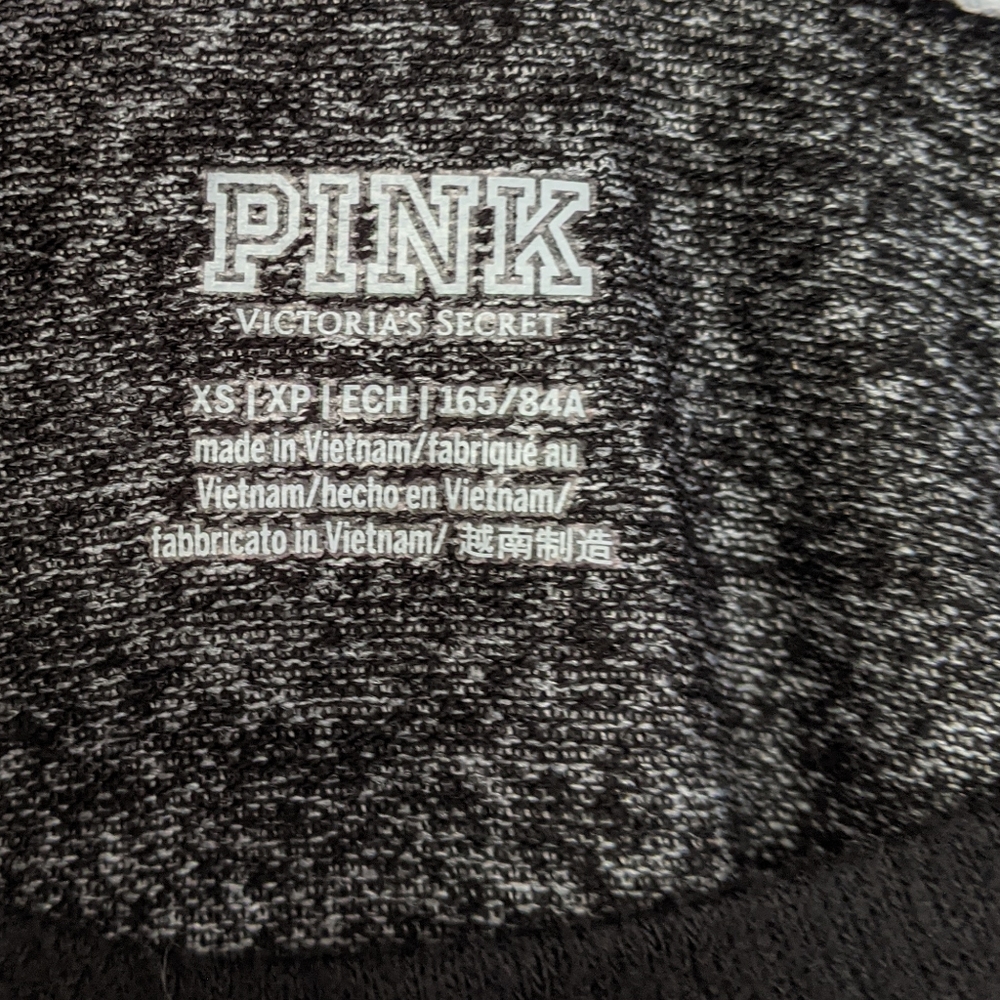 PINK
VICTORIA'S SECRET
XS | XP | ECH | 165/84A
made in Vietnam/fabriqué au
Vietnam/hecho en Vietnam/
fabbricato in Vietnam/ 越南制造